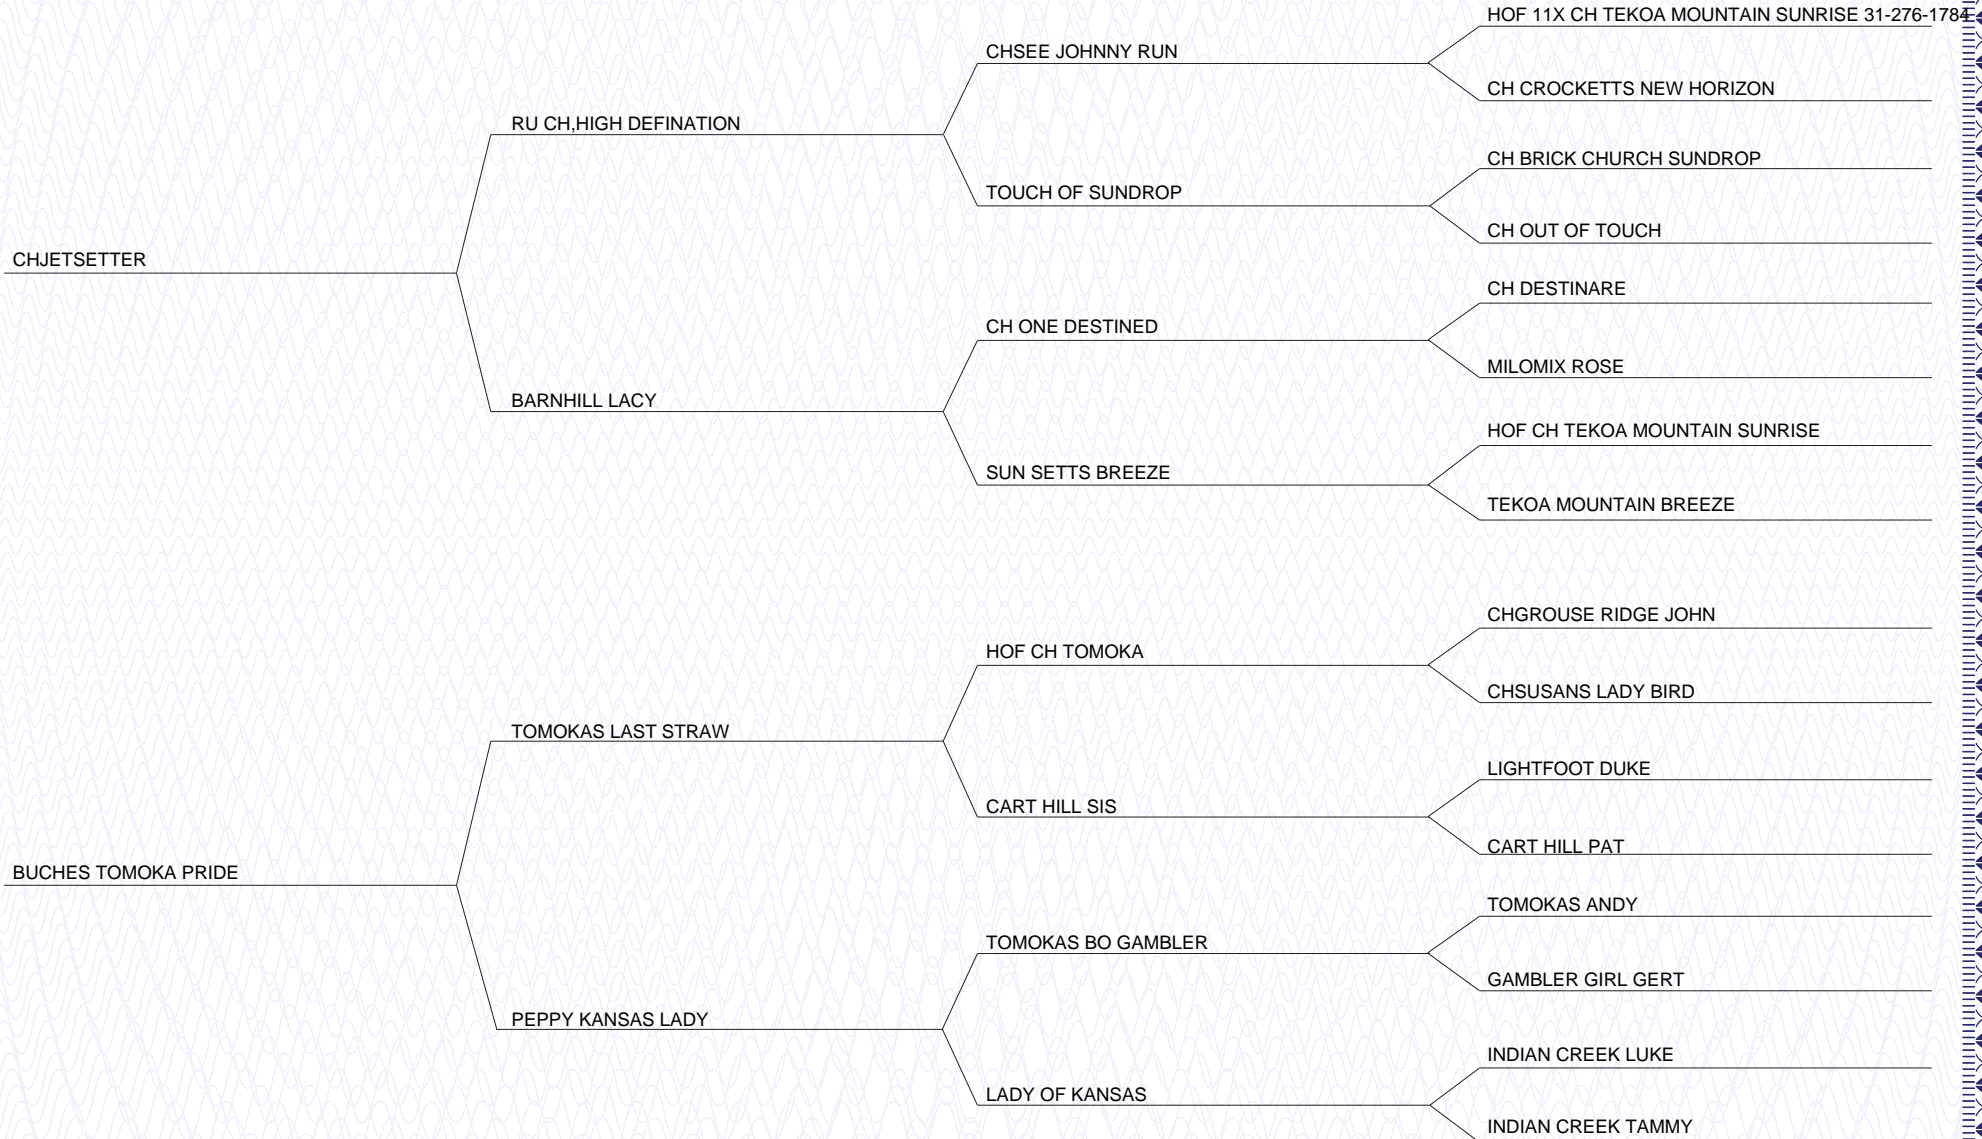 HOF 11X CH TEKOA MOUNTAIN SUNRISE 31-276-1784
CHSEE JOHNNY RUN
CH CROCKETTS NEW HORIZON
RU CH,HIGH DEFINATION
CH BRICK CHURCH SUNDROP
TOUCH OF SUNDROP
CH OUT OF TOUCH
CHJETSETTER
CH DESTINARE
CH ONE DESTINED
MILOMIX ROSE
BARNHILL LACY
HOF CH TEKOA MOUNTAIN SUNRISE
SUN SETTS BREEZE
TEKOA MOUNTAIN BREEZE
CHGROUSE RIDGE JOHN
HOF CH TOMOKA
CHSUSANS LADY BIRD
TOMOKAS LAST STRAW
LIGHTFOOT DUKE
CART HILL SIS
CART HILL PAT
BUCHES TOMOKA PRIDE
TOMOKAS ANDY
TOMOKAS BO GAMBLER
GAMBLER GIRL GERT
PEPPY KANSAS LADY
INDIAN CREEK LUKE
LADY OF KANSAS
INDIAN CREEK TAMMY